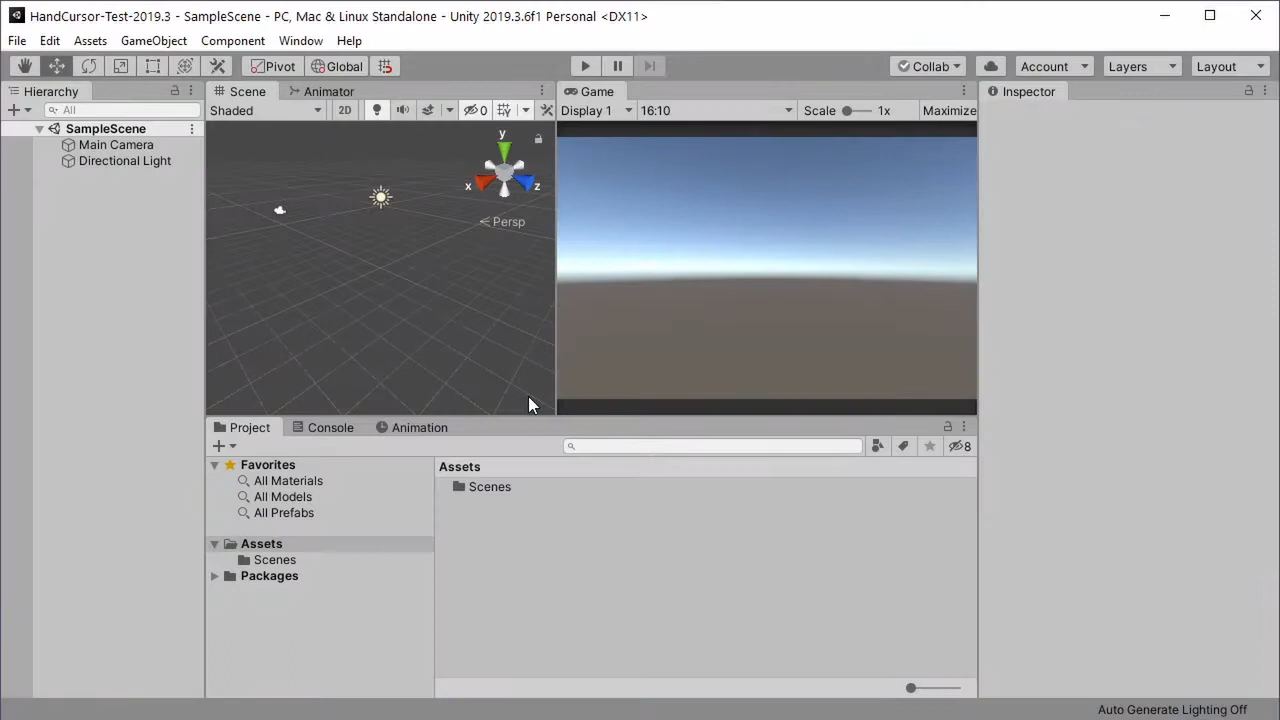 HandCursor-Test-2019.3 - SampleScene - PC, Mac & Linux Standalone - Unity 2019.3.6f1 Personal <DX11>
File Edit Assets GameObject Component Window Help
Pivot Global Collab Account Layers Layout
Hierarchy Scene Animator Game Inspector
All Shaded 2D 0 Display 1 16:10 Scale 1x Maximize
SampleScene
Main Camera
Directional Light
y
x z
Persp
Project Console Animation
8
Favorites
All Materials
All Models
All Prefabs
Assets
Scenes
Packages
Assets
Scenes
Auto Generate Lighting Off